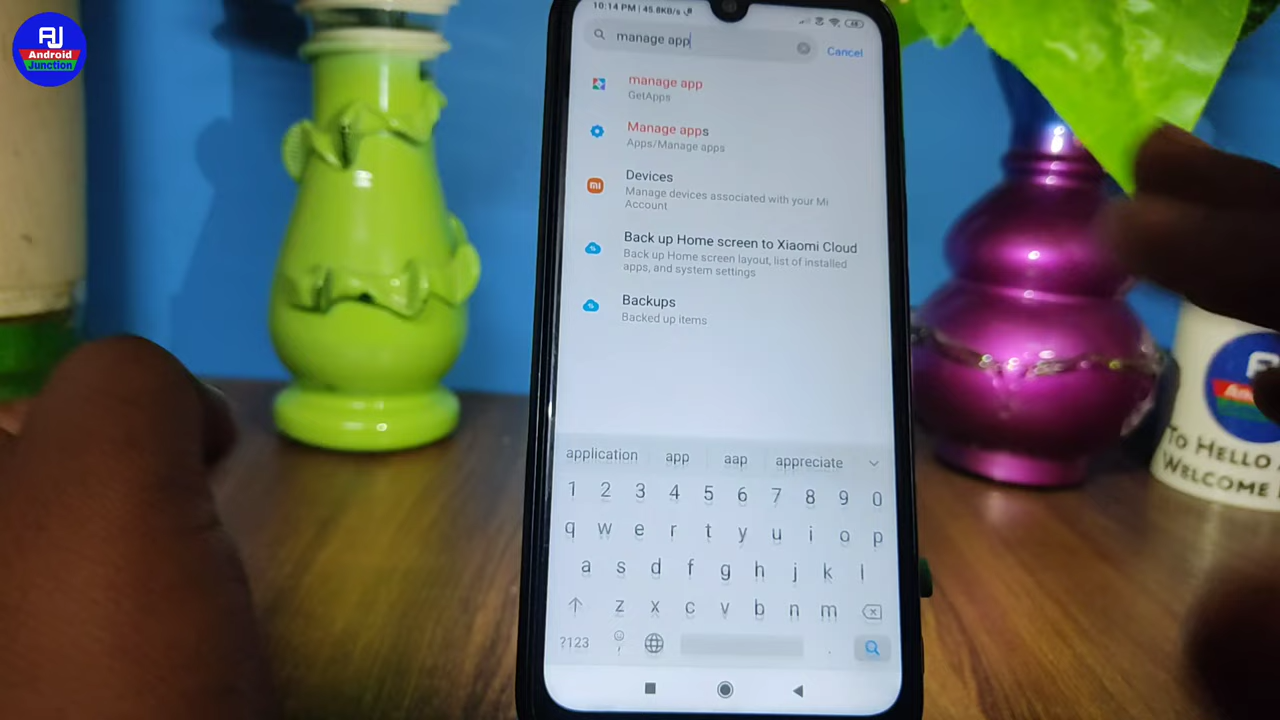 AJ
Android
Junction
10:14 PM | 45.8KB/s
manage app
Cancel
manage app
GetApps
Manage apps
Apps/Manage apps
mi
Devices
Manage devices associated with your Mi
Account
Back up Home screen to Xiaomi Cloud
Back up Home screen layout, list of installed
apps, and system settings
Backups
Backed up items
application app aap appreciate
1 2 3 4 5 6 7 8 9 0
q w e r t y u i o p
a s d f g h j k l
z x c v b n m
?123 , .
AJ
To HELLO
WELCOME